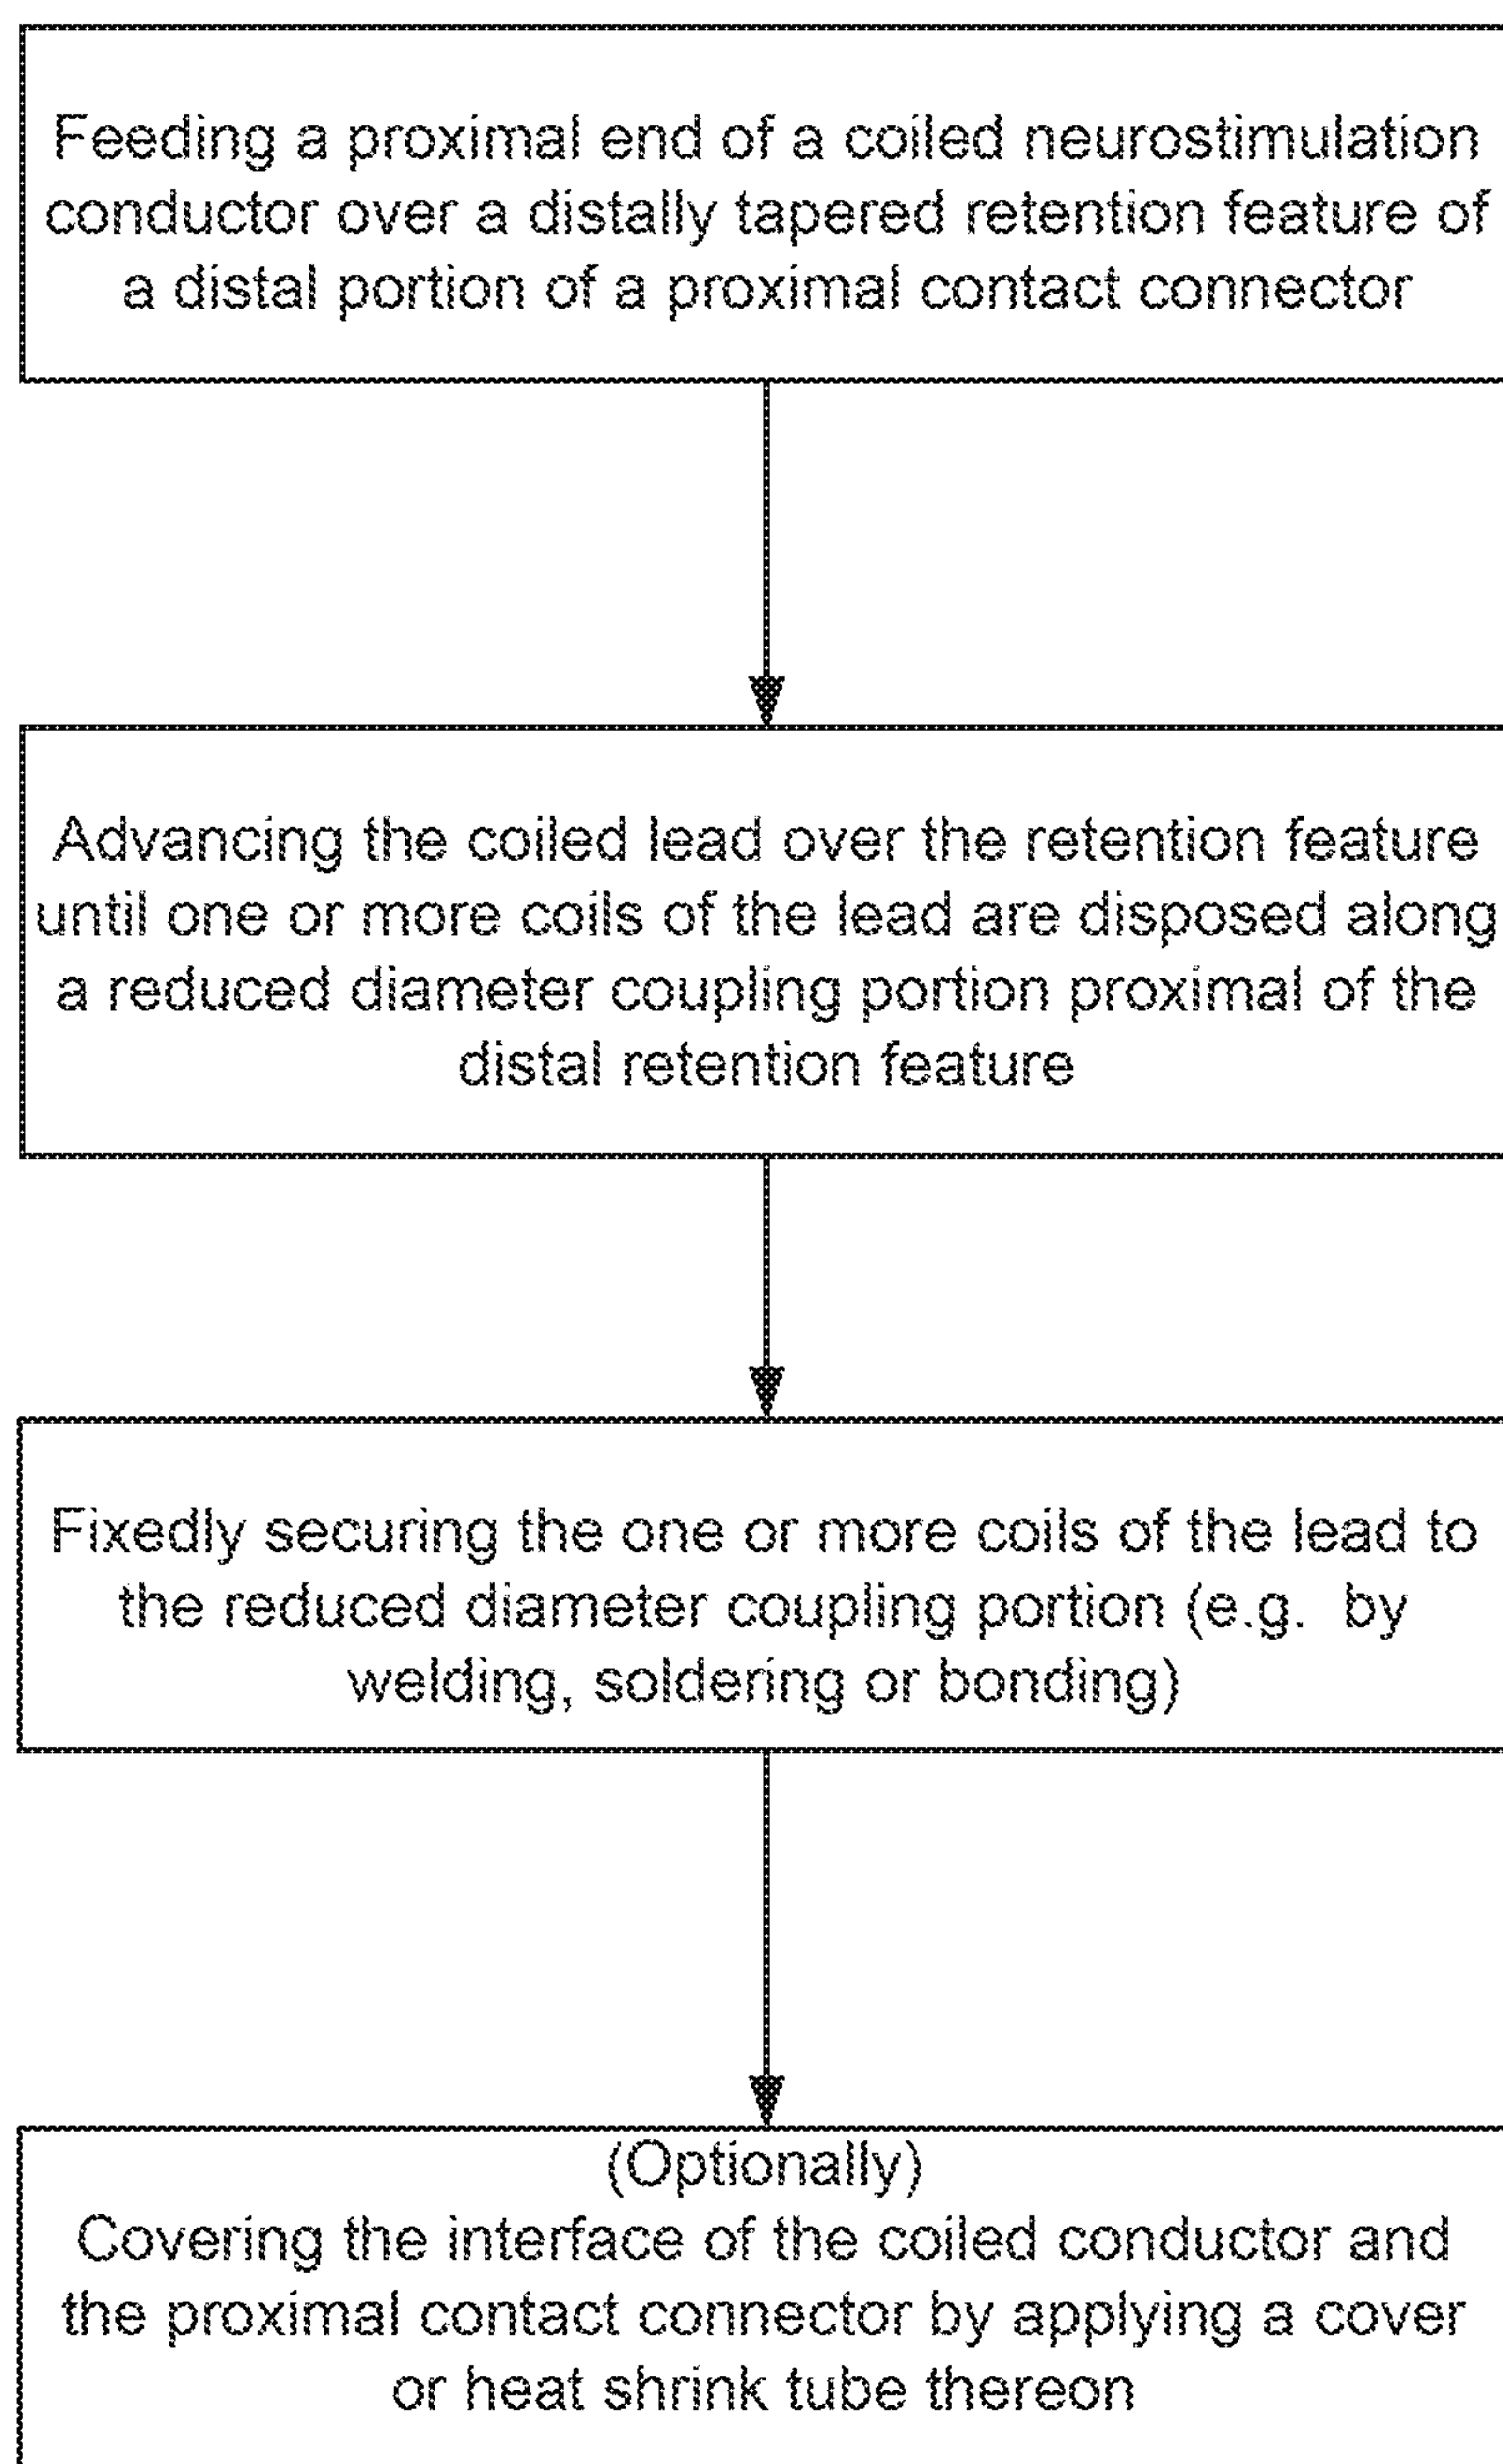 Feeding a proximal end of a coiled neurostimulation
conductor over a distally tapered retention feature of
a distal portion of a proximal contact connector
Advancing the coiled lead over the retention feature
until one or more coils of the lead are disposed along
a reduced diameter coupling portion proximal of the
distal retention feature
Fixedly securing the one or more coils of the lead to
the reduced diameter coupling portion (e.g. by
welding, soldering or bonding)
(Optionally)
Covering the interface of the coiled conductor and
the proximal contact connector by applying a cover
or heat shrink tube thereon